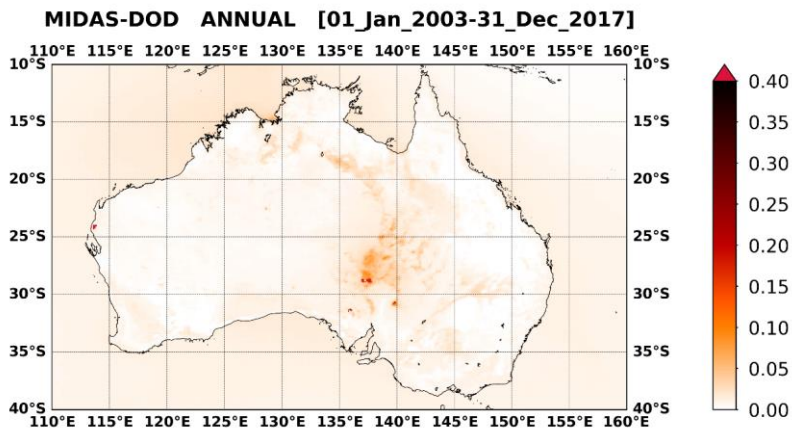 MIDAS-DOD ANNUAL [01_Jan_2003-31_Dec_2017]
110°E 115°E 120°E 125°E 130°E 135°E 140°E 145°E 150°E 155°E 160°E
10°S 10°S 0.40
15°S 15°S 0.35
20°S 20°S 0.30
0.25
25°S 25°S 0.20
30°S 30°S 0.15
0.10
35°S 35°S 0.05
40°S 40°S 0.00
110°E 115°E 120°E 125°E 130°E 135°E 140°E 145°E 150°E 155°E 160°E